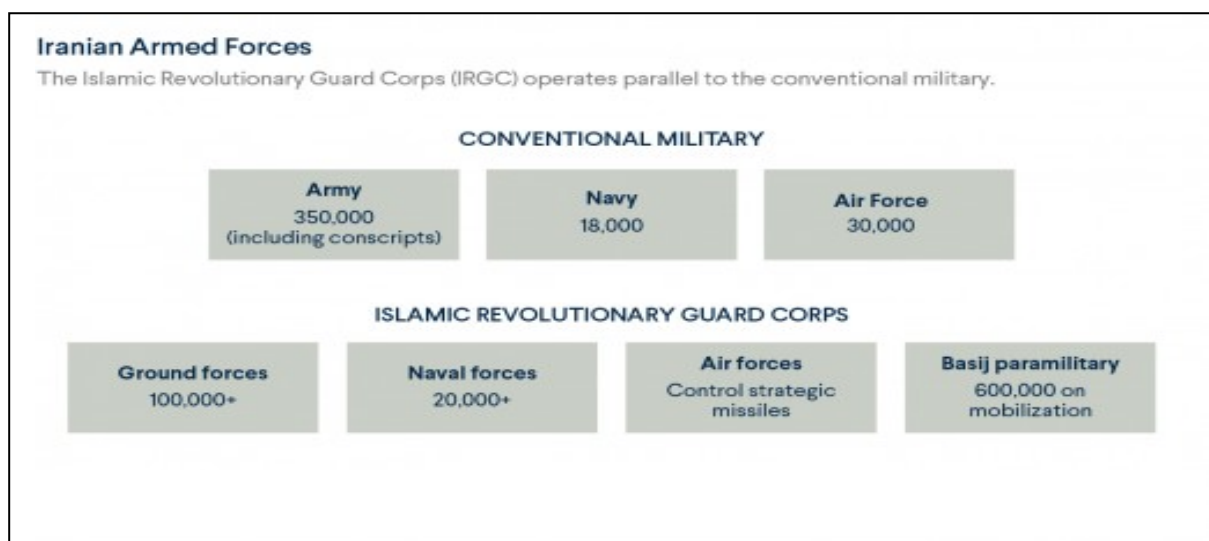 Iranian Armed Forces
The Islamic Revolutionary Guard Corps (IRGC) operates parallel to the conventional military.
CONVENTIONAL MILITARY
Army
350,000
(including conscripts)
Navy
18,000
Air Force
30,000
ISLAMIC REVOLUTIONARY GUARD CORPS
Ground forces
100,000+
Naval forces
20,000+
Air forces
Control strategic
missiles
Basij paramilitary
600,000 on
mobilization